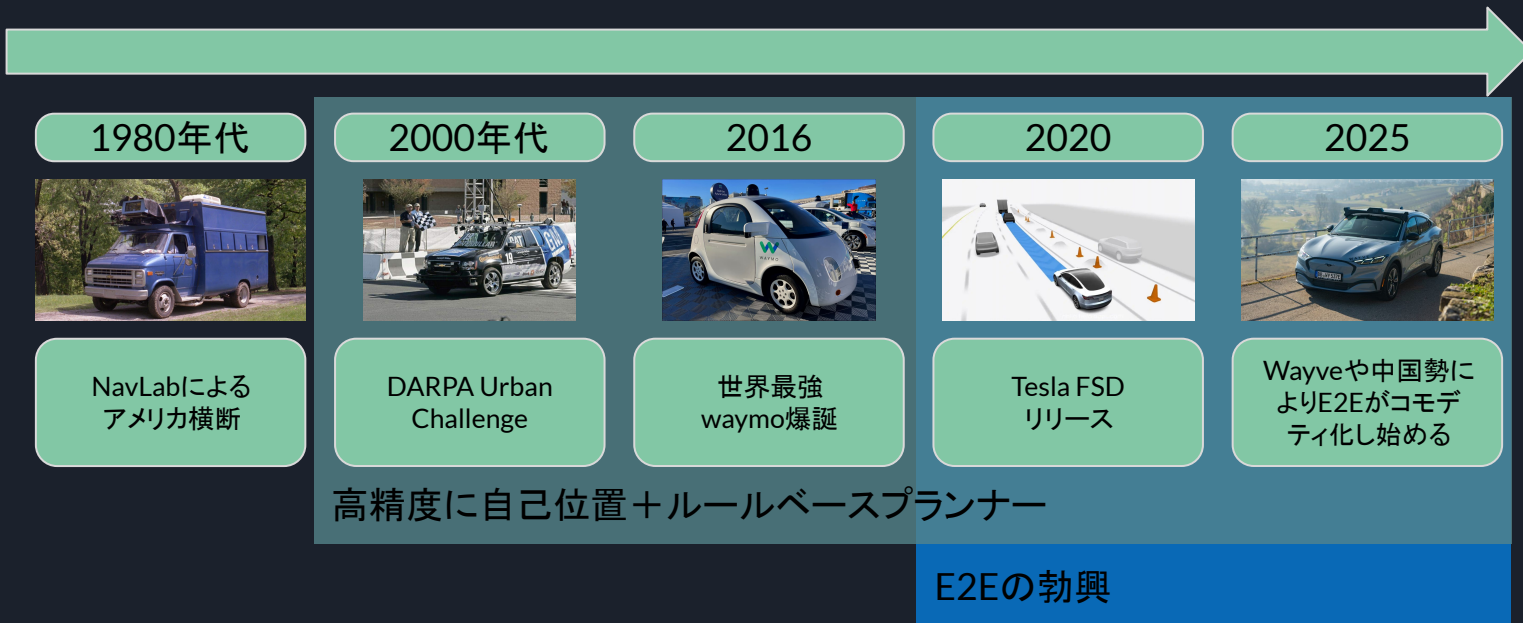 1980年代
2000年代
2016
2020
2025
WAYMO
NavLabによる
アメリカ横断
DARPA Urban
Challenge
世界最強
waymo爆誕
Tesla FSD
リリース
Wayveや中国勢に
よりE2Eがコモデ
ティ化し始める
高精度に自己位置＋ルールベースプランナー
E2Eの勃興